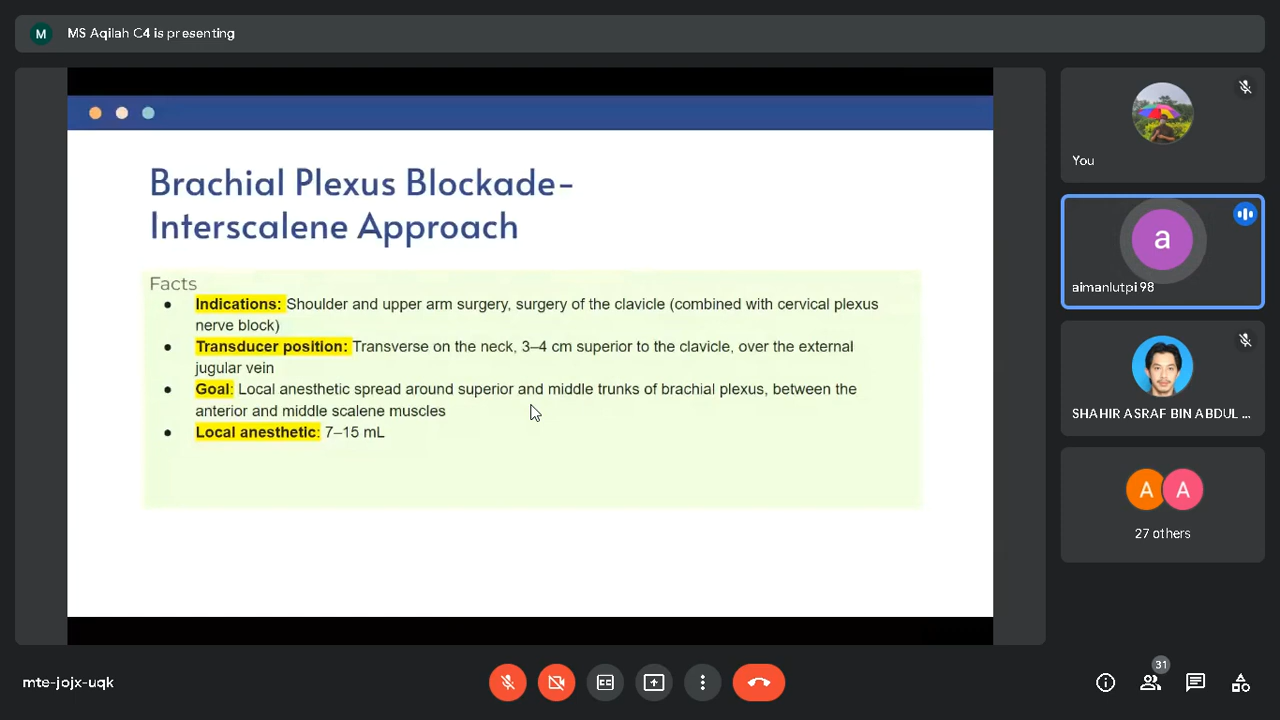 M MS Aqilah C4 is presenting
Brachial Plexus Blockade-
Interscalene Approach
Facts
● Indications: Shoulder and upper arm surgery, surgery of the clavicle (combined with cervical plexus
nerve block)
● Transducer position: Transverse on the neck, 3–4 cm superior to the clavicle, over the external
jugular vein
● Goal: Local anesthetic spread around superior and middle trunks of brachial plexus, between the
anterior and middle scalene muscles
● Local anesthetic: 7–15 mL
You
a
aimanlutpi 98
SHAHIR ASRAF BIN ABDUL ...
A A
27 others
mte-jojx-uqk
CC
31